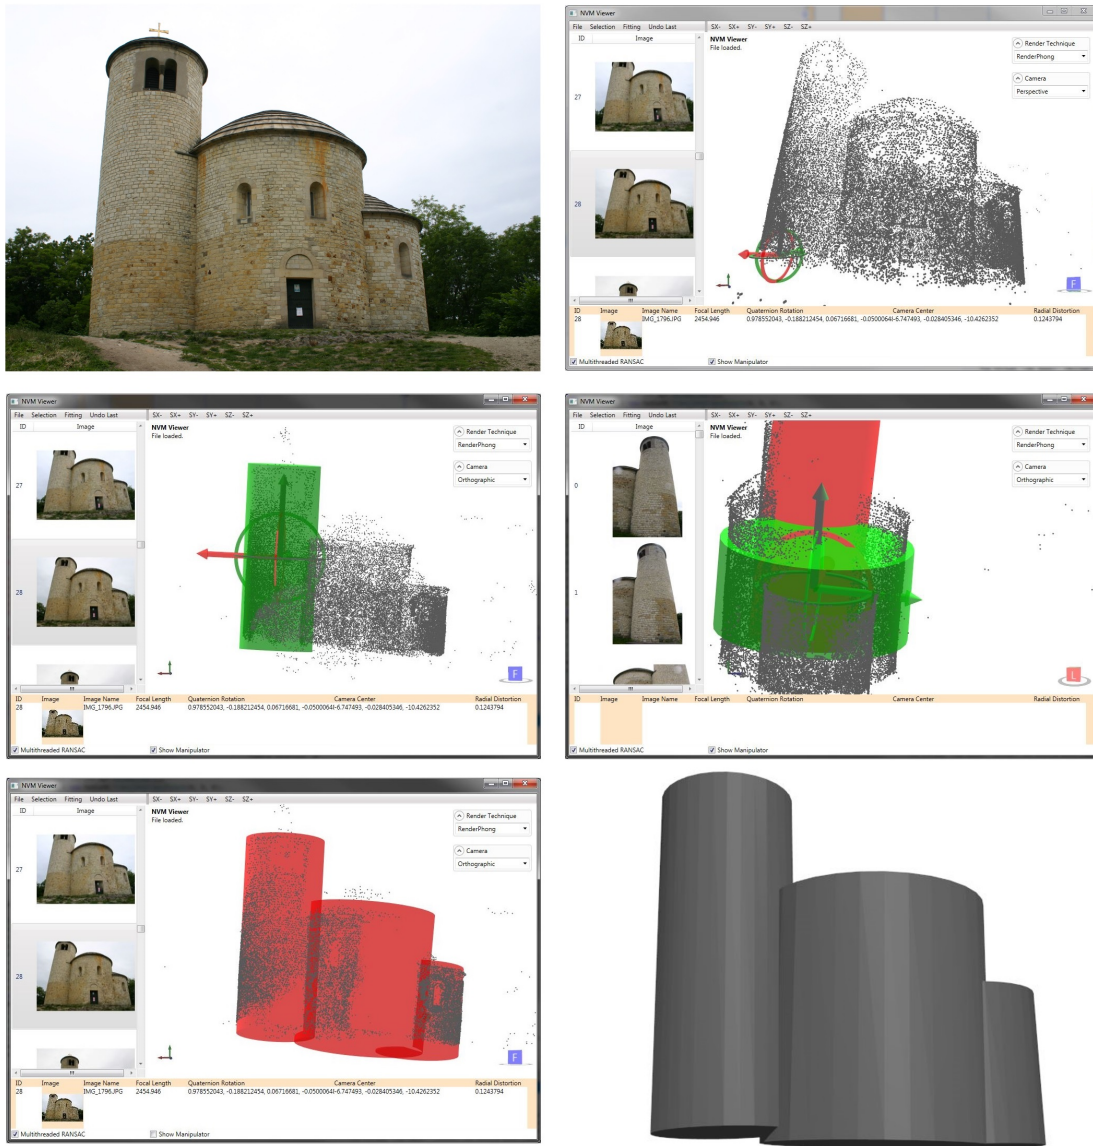 NVM Viewer
File Edit Selection Fitting Undo Last SX- SX+ SY+ SY- SZ- SZ+
ID Image
NVM Viewer
File loaded.
Render Technique
RenderPhong
Camera
Perspective
27
28
F
ID Image Image Name Focal Length Quaternion Rotation Camera Center Radial Distortion
28 IMG_1796.JPG 2454.946 0.978552043, -0.188212454, 0.06716681, -0.0500064(-6.747493, -0.028405346, -10.4262352 0.1243794
Multithreaded RANSAC Show Manipulator
NVM Viewer
File Selection Fitting Undo Last SX- SX+ SY- SY+ SZ- SZ+
ID Image
NVM Viewer
File loaded.
Render Technique
RenderPhong
Camera
Orthographic
27
28
F
ID Image Image Name Focal Length Quaternion Rotation Camera Center Radial Distortion
28 IMG_1796.JPG 2454.946 0.978552043, -0.188212454, 0.06716681, -0.0500064(-6.747493, -0.028405346, -10.4262352 0.1243794
Multithreaded RANSAC Show Manipulator
NVM Viewer
File Selection Fitting Undo Last SX- SX+ SY- SY+ SZ- SZ+
ID Image
NVM Viewer
File loaded.
Render Technique
RenderPhong
Camera
Orthographic
0
1
L
ID Image Image Name Focal Length Quaternion Rotation Camera Center Radial Distortion
Multithreaded RANSAC Show Manipulator
NVM Viewer
File Selection Fitting Undo Last SX- SX+ SY- SY+ SZ- SZ+
ID Image
NVM Viewer
File loaded.
Render Technique
RenderPhong
Camera
Orthographic
27
28
F
ID Image Image Name Focal Length Quaternion Rotation Camera Center Radial Distortion
28 IMG_1796.JPG 2454.946 0.978552043, -0.188212454, 0.06716681, -0.0500064(-6.747493, -0.028405346, -10.4262352 0.1243794
Multithreaded RANSAC Show Manipulator